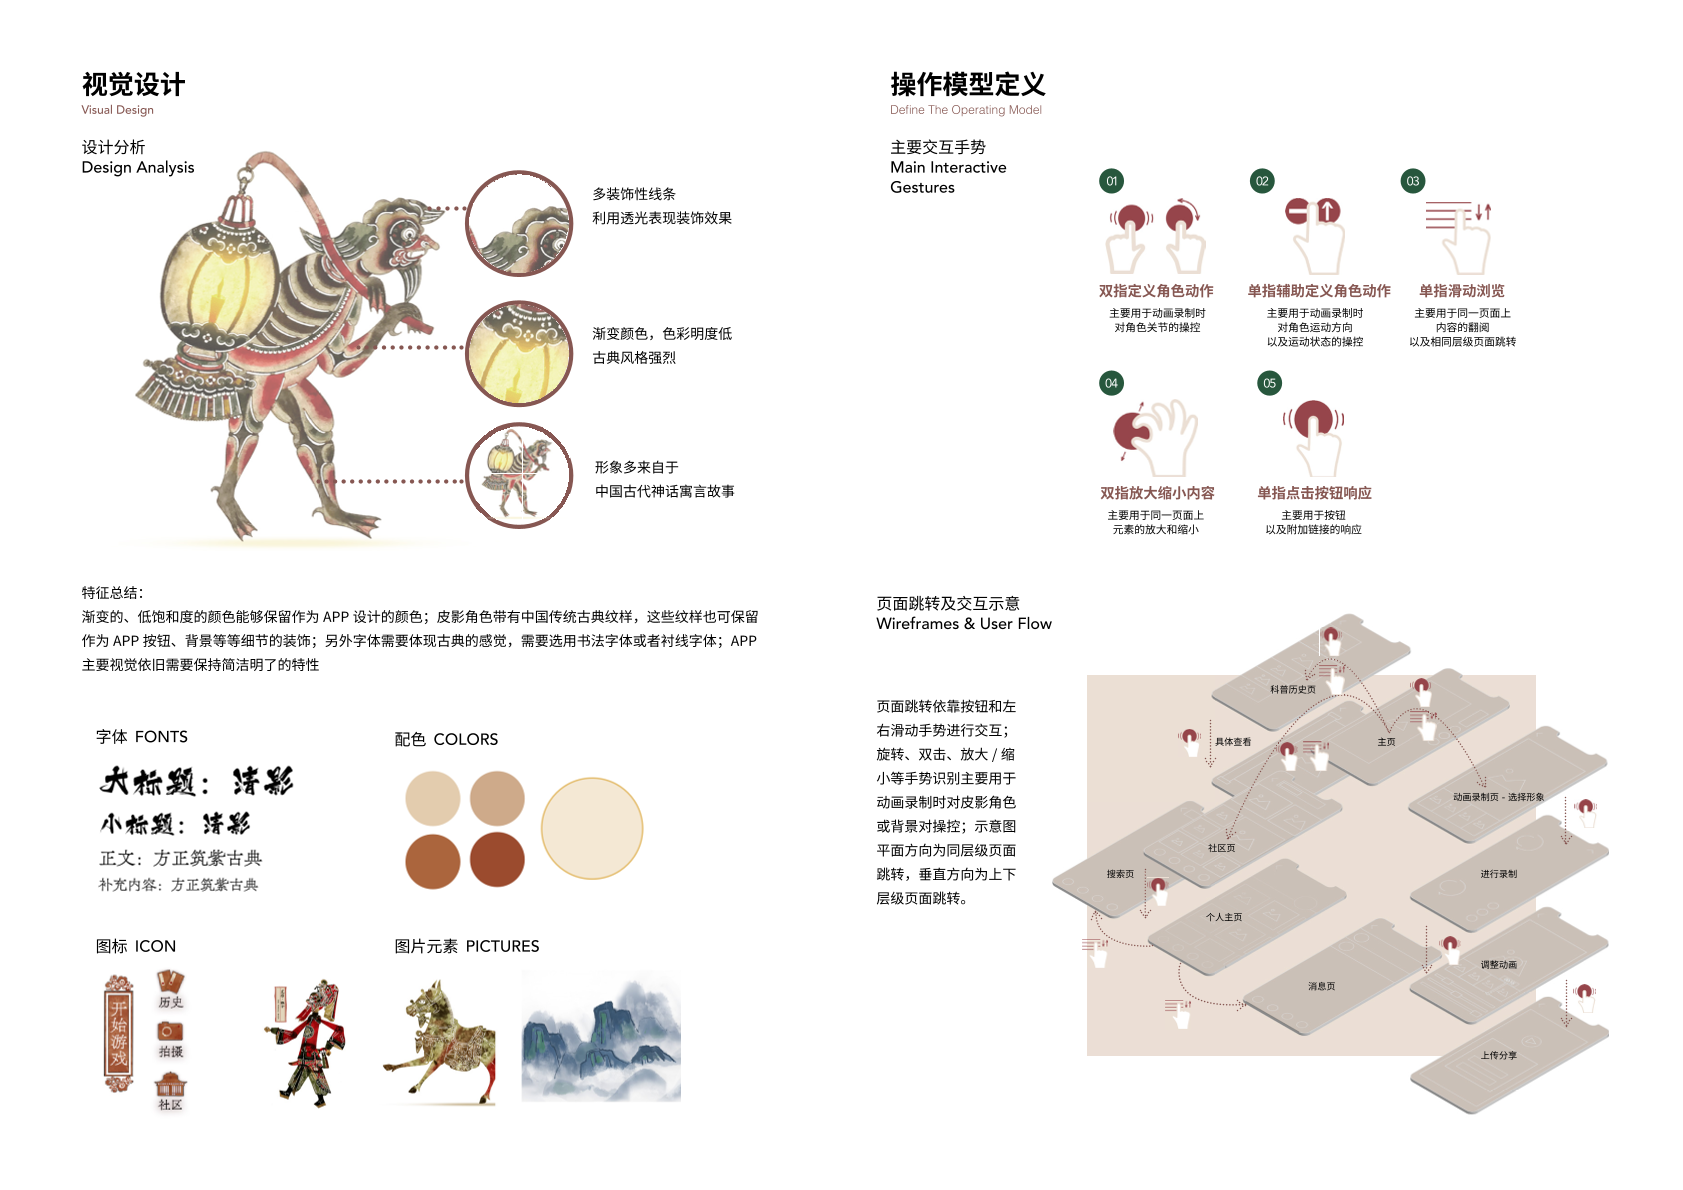 视觉设计
Visual Design
设计分析
Design Analysis
多装饰性线条
利用透光表现装饰效果
渐变颜色，色彩明度低
古典风格强烈
形象多来自于
中国古代神话寓言故事
特征总结：
渐变的、低饱和度的颜色能够保留作为 APP 设计的颜色；皮影角色带有中国传统古典纹样，这些纹样也可保留
作为 APP 按钮、背景等等细节的装饰；另外字体需要体现古典的感觉，需要选用书法字体或者衬线字体；APP
主要视觉依旧需要保持简洁明了的特性
字体 FONTS
大标题：清影
小标题：清影
正文：方正筑紫古典
补充内容：方正筑紫古典
配色 COLORS
图标 ICON
开始游戏
历史
拍摄
社区
图片元素 PICTURES
操作模型定义
Define The Operating Model
主要交互手势
Main Interactive
Gestures
01
双指定义角色动作
主要用于动画录制时
对角色关节的操控
02
单指辅助定义角色动作
主要用于动画录制时
对角色运动方向
以及运动状态的操控
03
单指滑动浏览
主要用于同一页面上
内容的翻阅
以及相同层级页面跳转
04
双指放大缩小内容
主要用于同一页面上
元素的放大和缩小
05
单指点击按钮响应
主要用于按钮
以及附加链接的响应
页面跳转及交互示意
Wireframes & User Flow
页面跳转依靠按钮和左
右滑动手势进行交互；
旋转、双击、放大 / 缩
小等手势识别主要用于
动画录制时对皮影角色
或背景对操控；示意图
平面方向为同层级页面
跳转，垂直方向为上下
层级页面跳转。
科普历史页
具体查看
主页
动画录制页 - 选择形象
社区页
搜索页
进行录制
个人主页
调整动画
消息页
上传分享